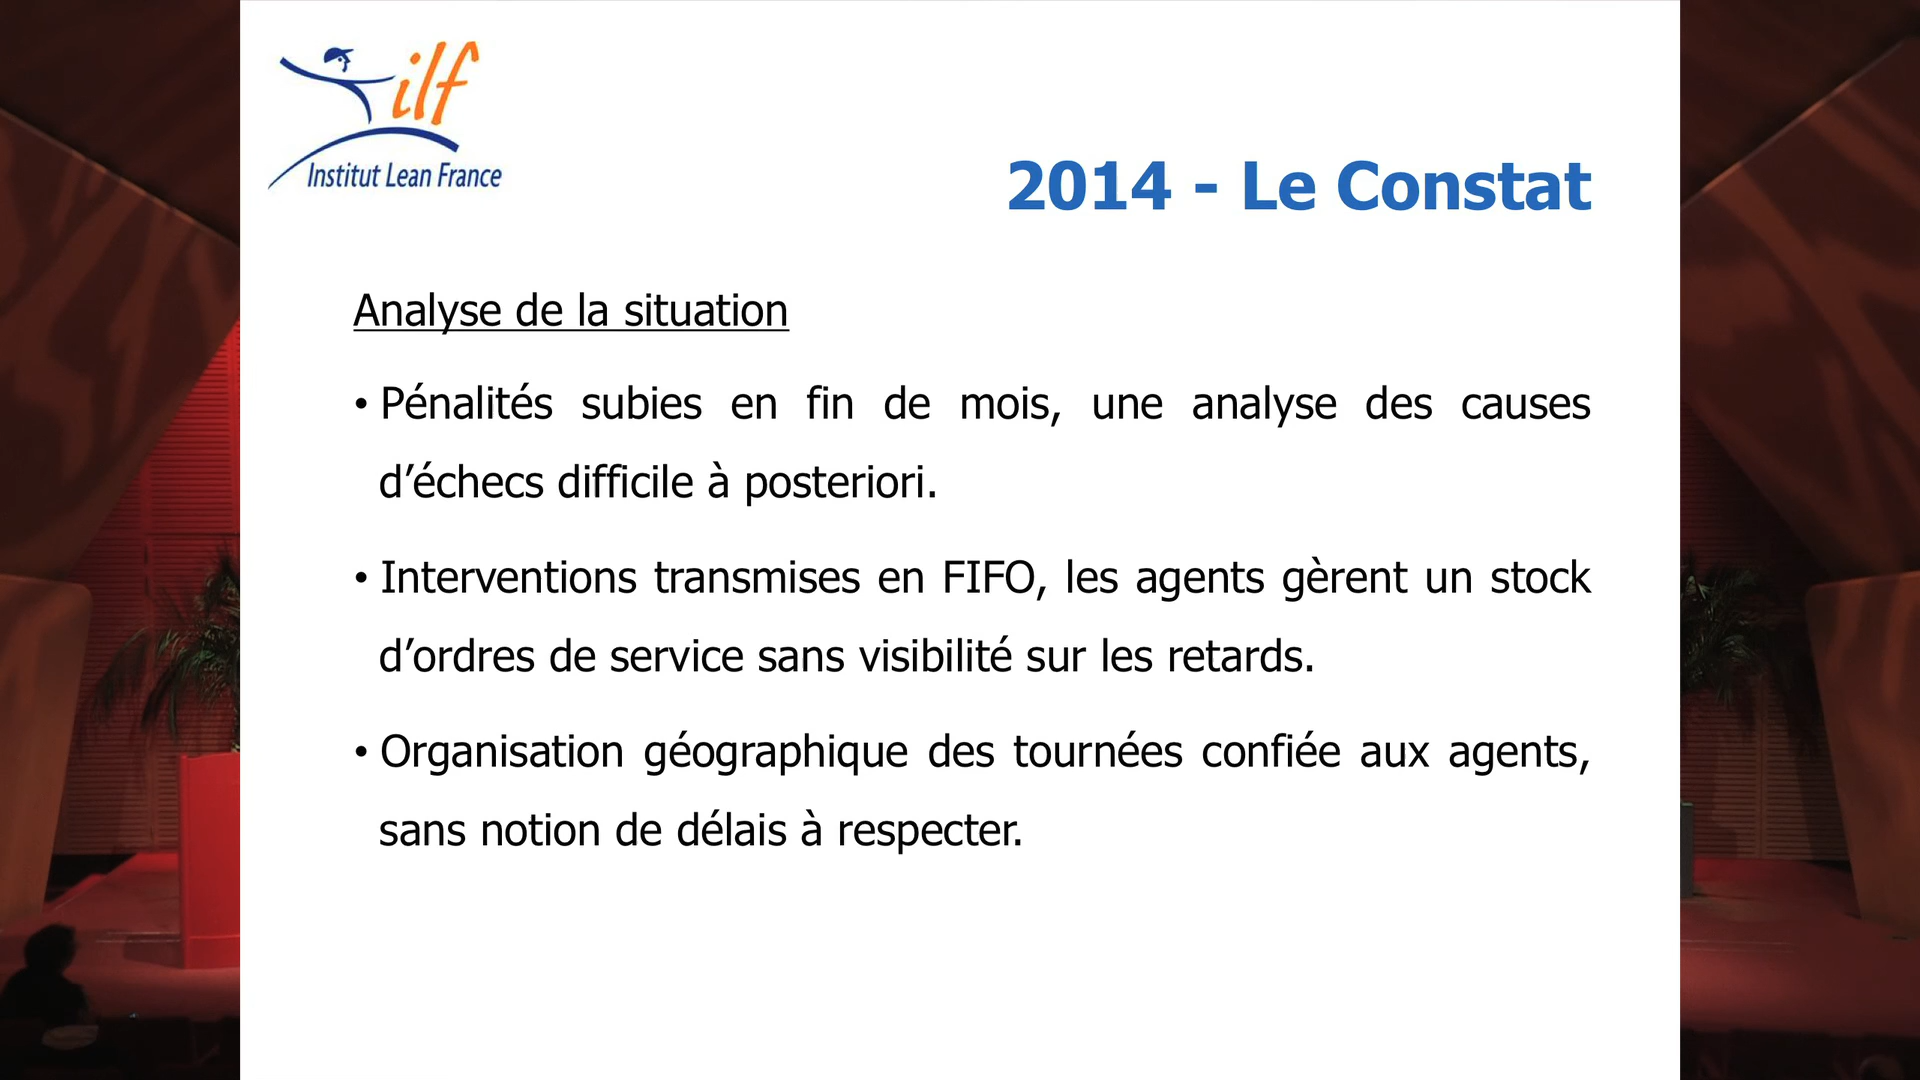 ilf
Institut Lean France
2014 - Le Constat
Analyse de la situation
• Pénalités subies en fin de mois, une analyse des causes
d’échecs difficile à posteriori.
• Interventions transmises en FIFO, les agents gèrent un stock
d’ordres de service sans visibilité sur les retards.
• Organisation géographique des tournées confiée aux agents,
sans notion de délais à respecter.